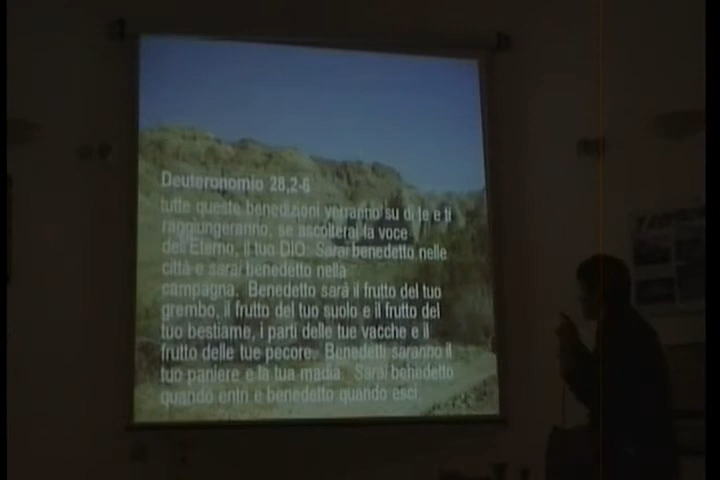 Deuteronomio 28,2-6
tutte queste benedizioni verranno su di te e ti
raggiungeranno, se ascolterai la voce
dell'Eterno, il tuo DIO: Sarai benedetto nelle
città e sarai benedetto nella
campagna. Benedetto sarà il frutto del tuo
grembo, il frutto del tuo suolo e il frutto del
tuo bestiame, i parti delle tue vacche e il
frutto delle tue pecore. Benedetti saranno il
tuo paniere e la tua madia. Sarai benedetto
quando entri e benedetto quando esci.